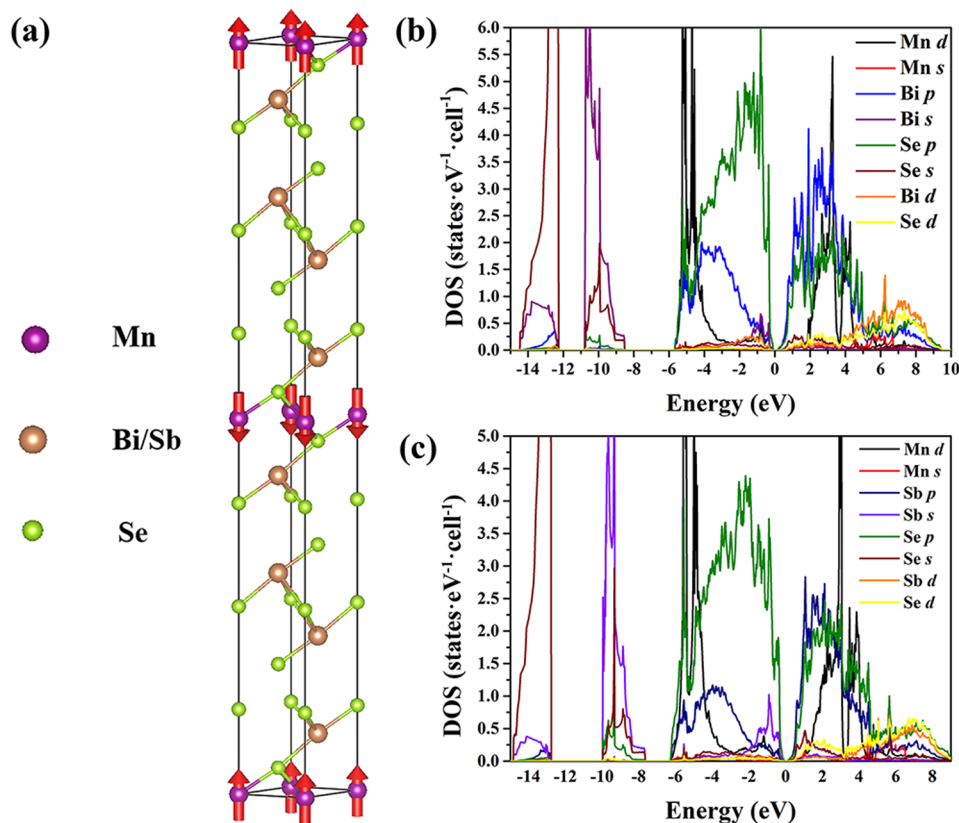 (a)
Mn
Bi/Sb
Se
(b)
DOS (states·eV⁻¹·cell⁻¹)
6.0
5.5
5.0
4.5
4.0
3.5
3.0
2.5
2.0
1.5
1.0
0.5
0.0
Mn d
Mn s
Bi p
Bi s
Se p
Se s
Bi d
Se d
-14 -12 -10 -8 -6 -4 -2 0 2 4 6 8 10
Energy (eV)
(c)
DOS (states·eV⁻¹·cell⁻¹)
5.0
4.5
4.0
3.5
3.0
2.5
2.0
1.5
1.0
0.5
0.0
Mn d
Mn s
Sb p
Sb s
Se p
Se s
Sb d
Se d
-14 -12 -10 -8 -6 -4 -2 0 2 4 6 8
Energy (eV)